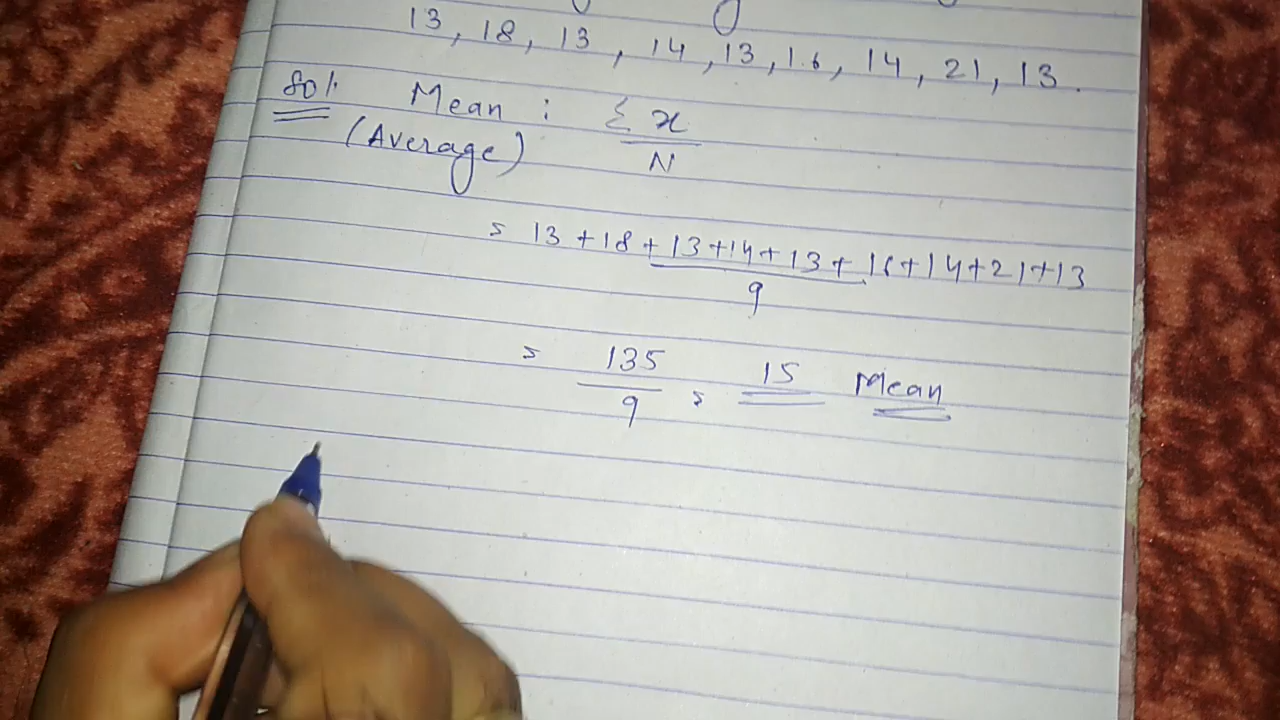 13, 18, 13, 14, 13, 16, 14, 21, 13.
Sol. Mean : Σx
(Average) N
= 13+18+13+14+13+16+14+21+13
9
= 135 = 15 Mean
9